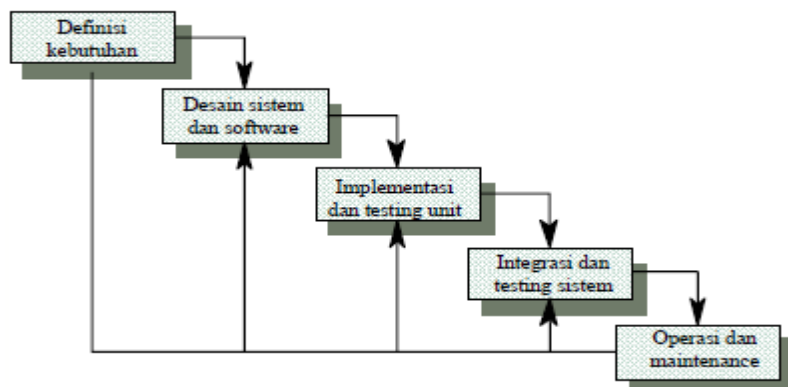 Definisi
kebutuhan
Desain sistem
dan software
Implementasi
dan testing unit
Integrasi dan
testing sistem
Operasi dan
maintenance